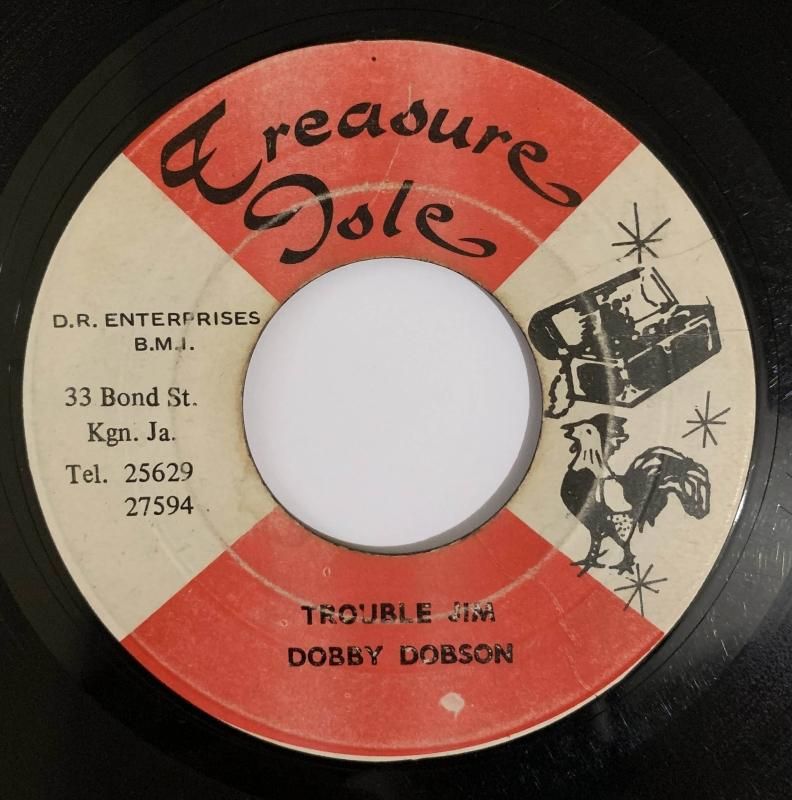 Treasure
Isle
D.R. ENTERPRISES
B.M.I.
33 Bond St.
Kgn. Ja.
Tel. 25629
27594
TROUBLE JIM
DOBBY DOBSON